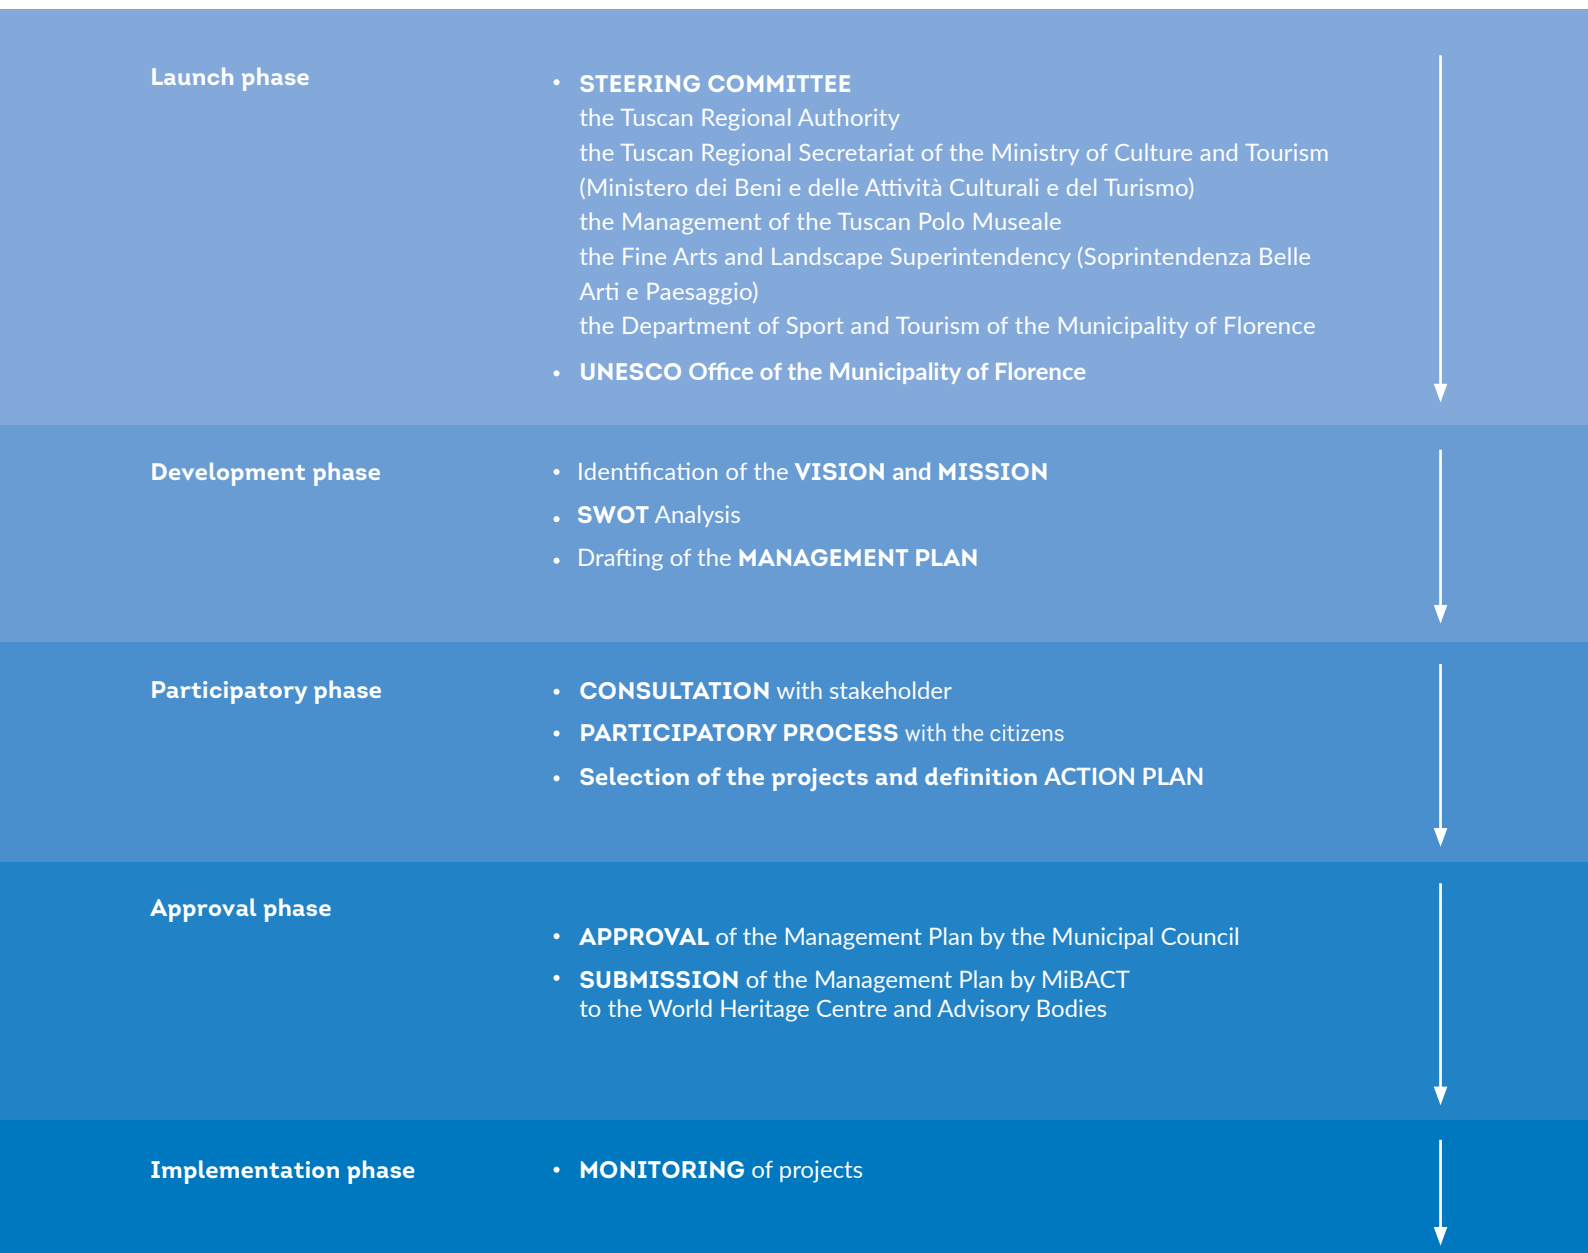 Launch phase
• STEERING COMMITTEE
the Tuscan Regional Authority
the Tuscan Regional Secretariat of the Ministry of Culture and Tourism
(Ministero dei Beni e delle Attività Culturali e del Turismo)
the Management of the Tuscan Polo Museale
the Fine Arts and Landscape Superintendency (Soprintendenza Belle
Arti e Paesaggio)
the Department of Sport and Tourism of the Municipality of Florence
• UNESCO Office of the Municipality of Florence
Development phase
• Identification of the VISION and MISSION
• SWOT Analysis
• Drafting of the MANAGEMENT PLAN
Participatory phase
• CONSULTATION with stakeholder
• PARTICIPATORY PROCESS with the citizens
• Selection of the projects and definition ACTION PLAN
Approval phase
• APPROVAL of the Management Plan by the Municipal Council
• SUBMISSION of the Management Plan by MiBACT
to the World Heritage Centre and Advisory Bodies
Implementation phase
• MONITORING of projects